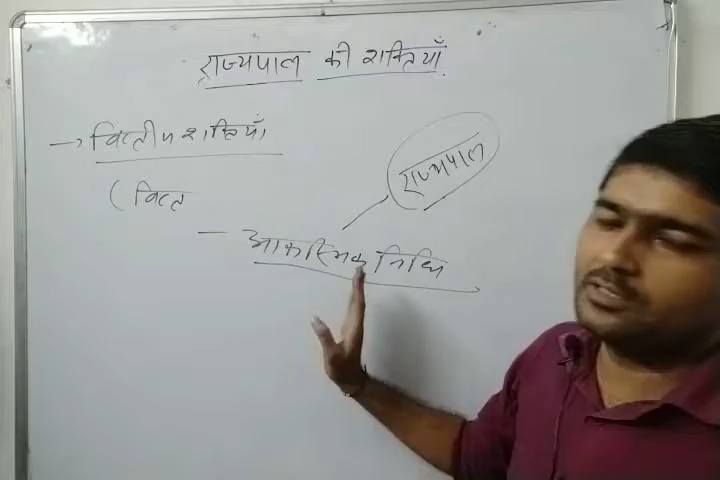 राज्यपाल की शक्तियाँ
→ वित्तीय शक्तियाँ
(वित्त
राज्यपाल
— आकस्मिक निधि